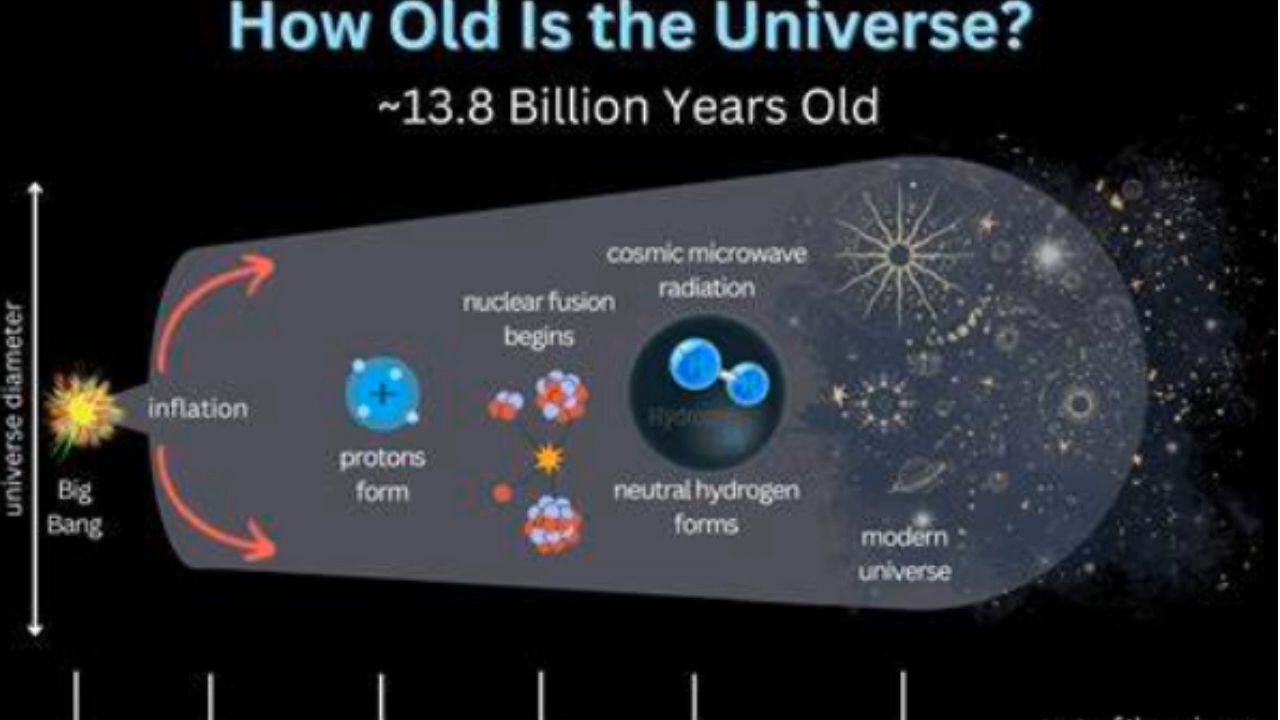 How Old Is the Universe?
~13.8 Billion Years Old
universe diameter
Big
Bang
inflation
protons
form
nuclear fusion
begins
cosmic microwave
radiation
Hydrogen
neutral hydrogen
forms
modern
universe